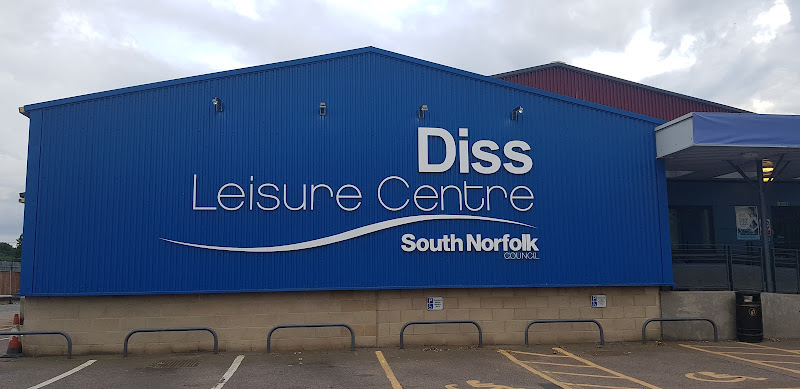 Diss
Leisure Centre
South Norfolk
COUNCIL